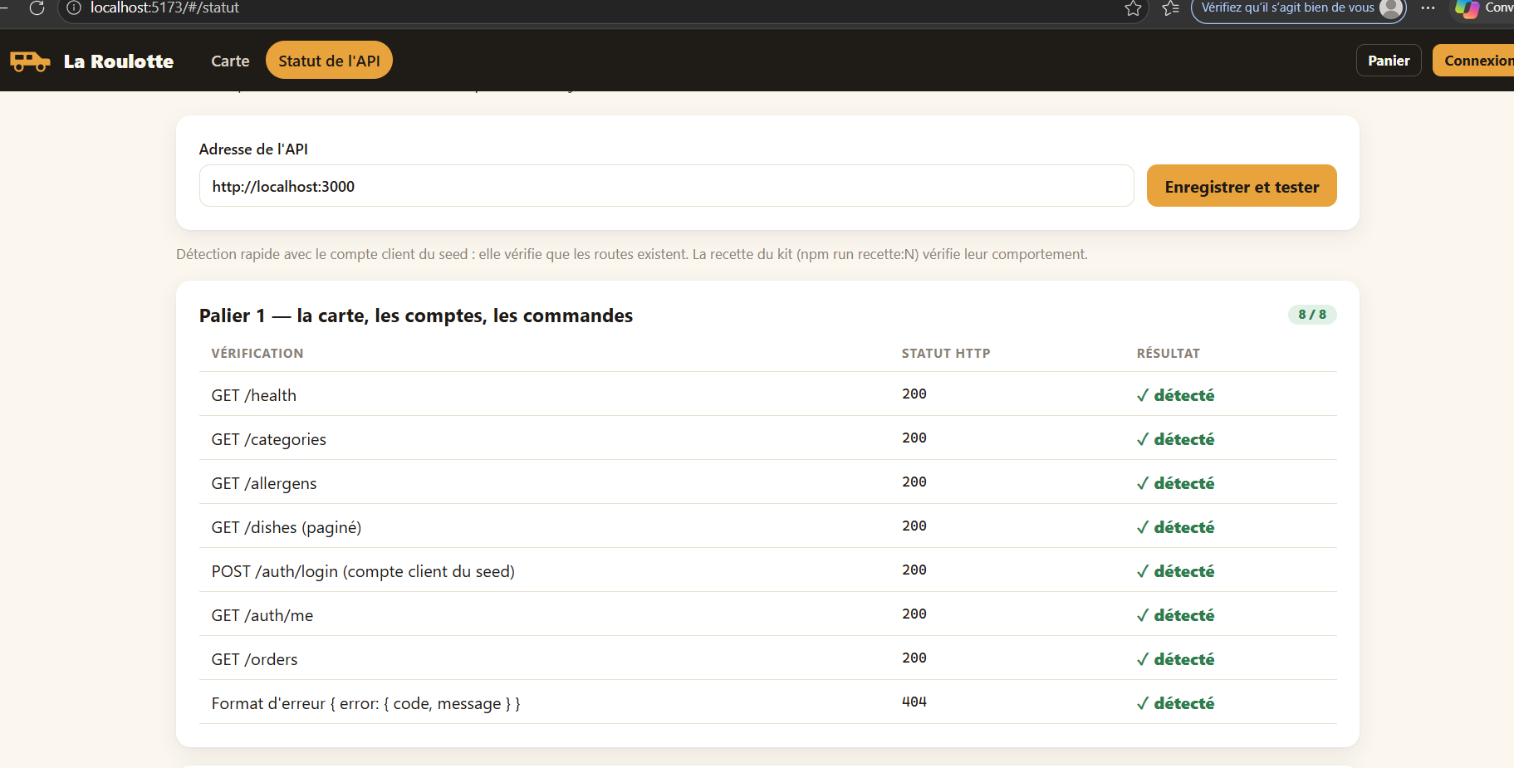 localhost:5173/#/statut
Vérifiez qu'il s'agit bien de vous
Conv
La Roulotte
Carte
Statut de l'API
Panier
Connexion
Adresse de l'API
http://localhost:3000
Enregistrer et tester
Détection rapide avec le compte client du seed : elle vérifie que les routes existent. La recette du kit (npm run recette:N) vérifie leur comportement.
Palier 1 — la carte, les comptes, les commandes
8 / 8
VÉRIFICATION STATUT HTTP RÉSULTAT
GET /health 200 ✓ détecté
GET /categories 200 ✓ détecté
GET /allergens 200 ✓ détecté
GET /dishes (paginé) 200 ✓ détecté
POST /auth/login (compte client du seed) 200 ✓ détecté
GET /auth/me 200 ✓ détecté
GET /orders 200 ✓ détecté
Format d'erreur { error: { code, message } } 404 ✓ détecté